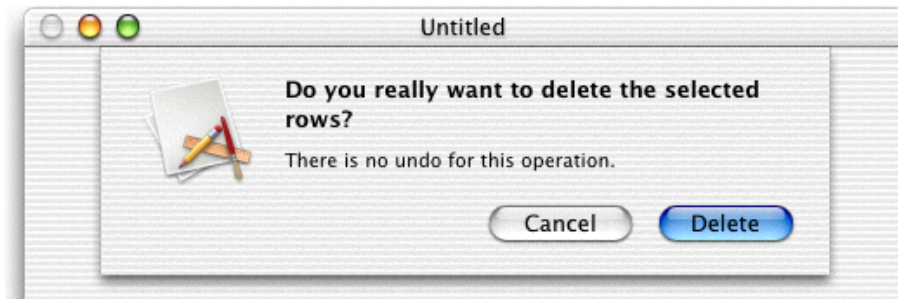 Untitled
Do you really want to delete the selected
rows?
There is no undo for this operation.
Cancel Delete